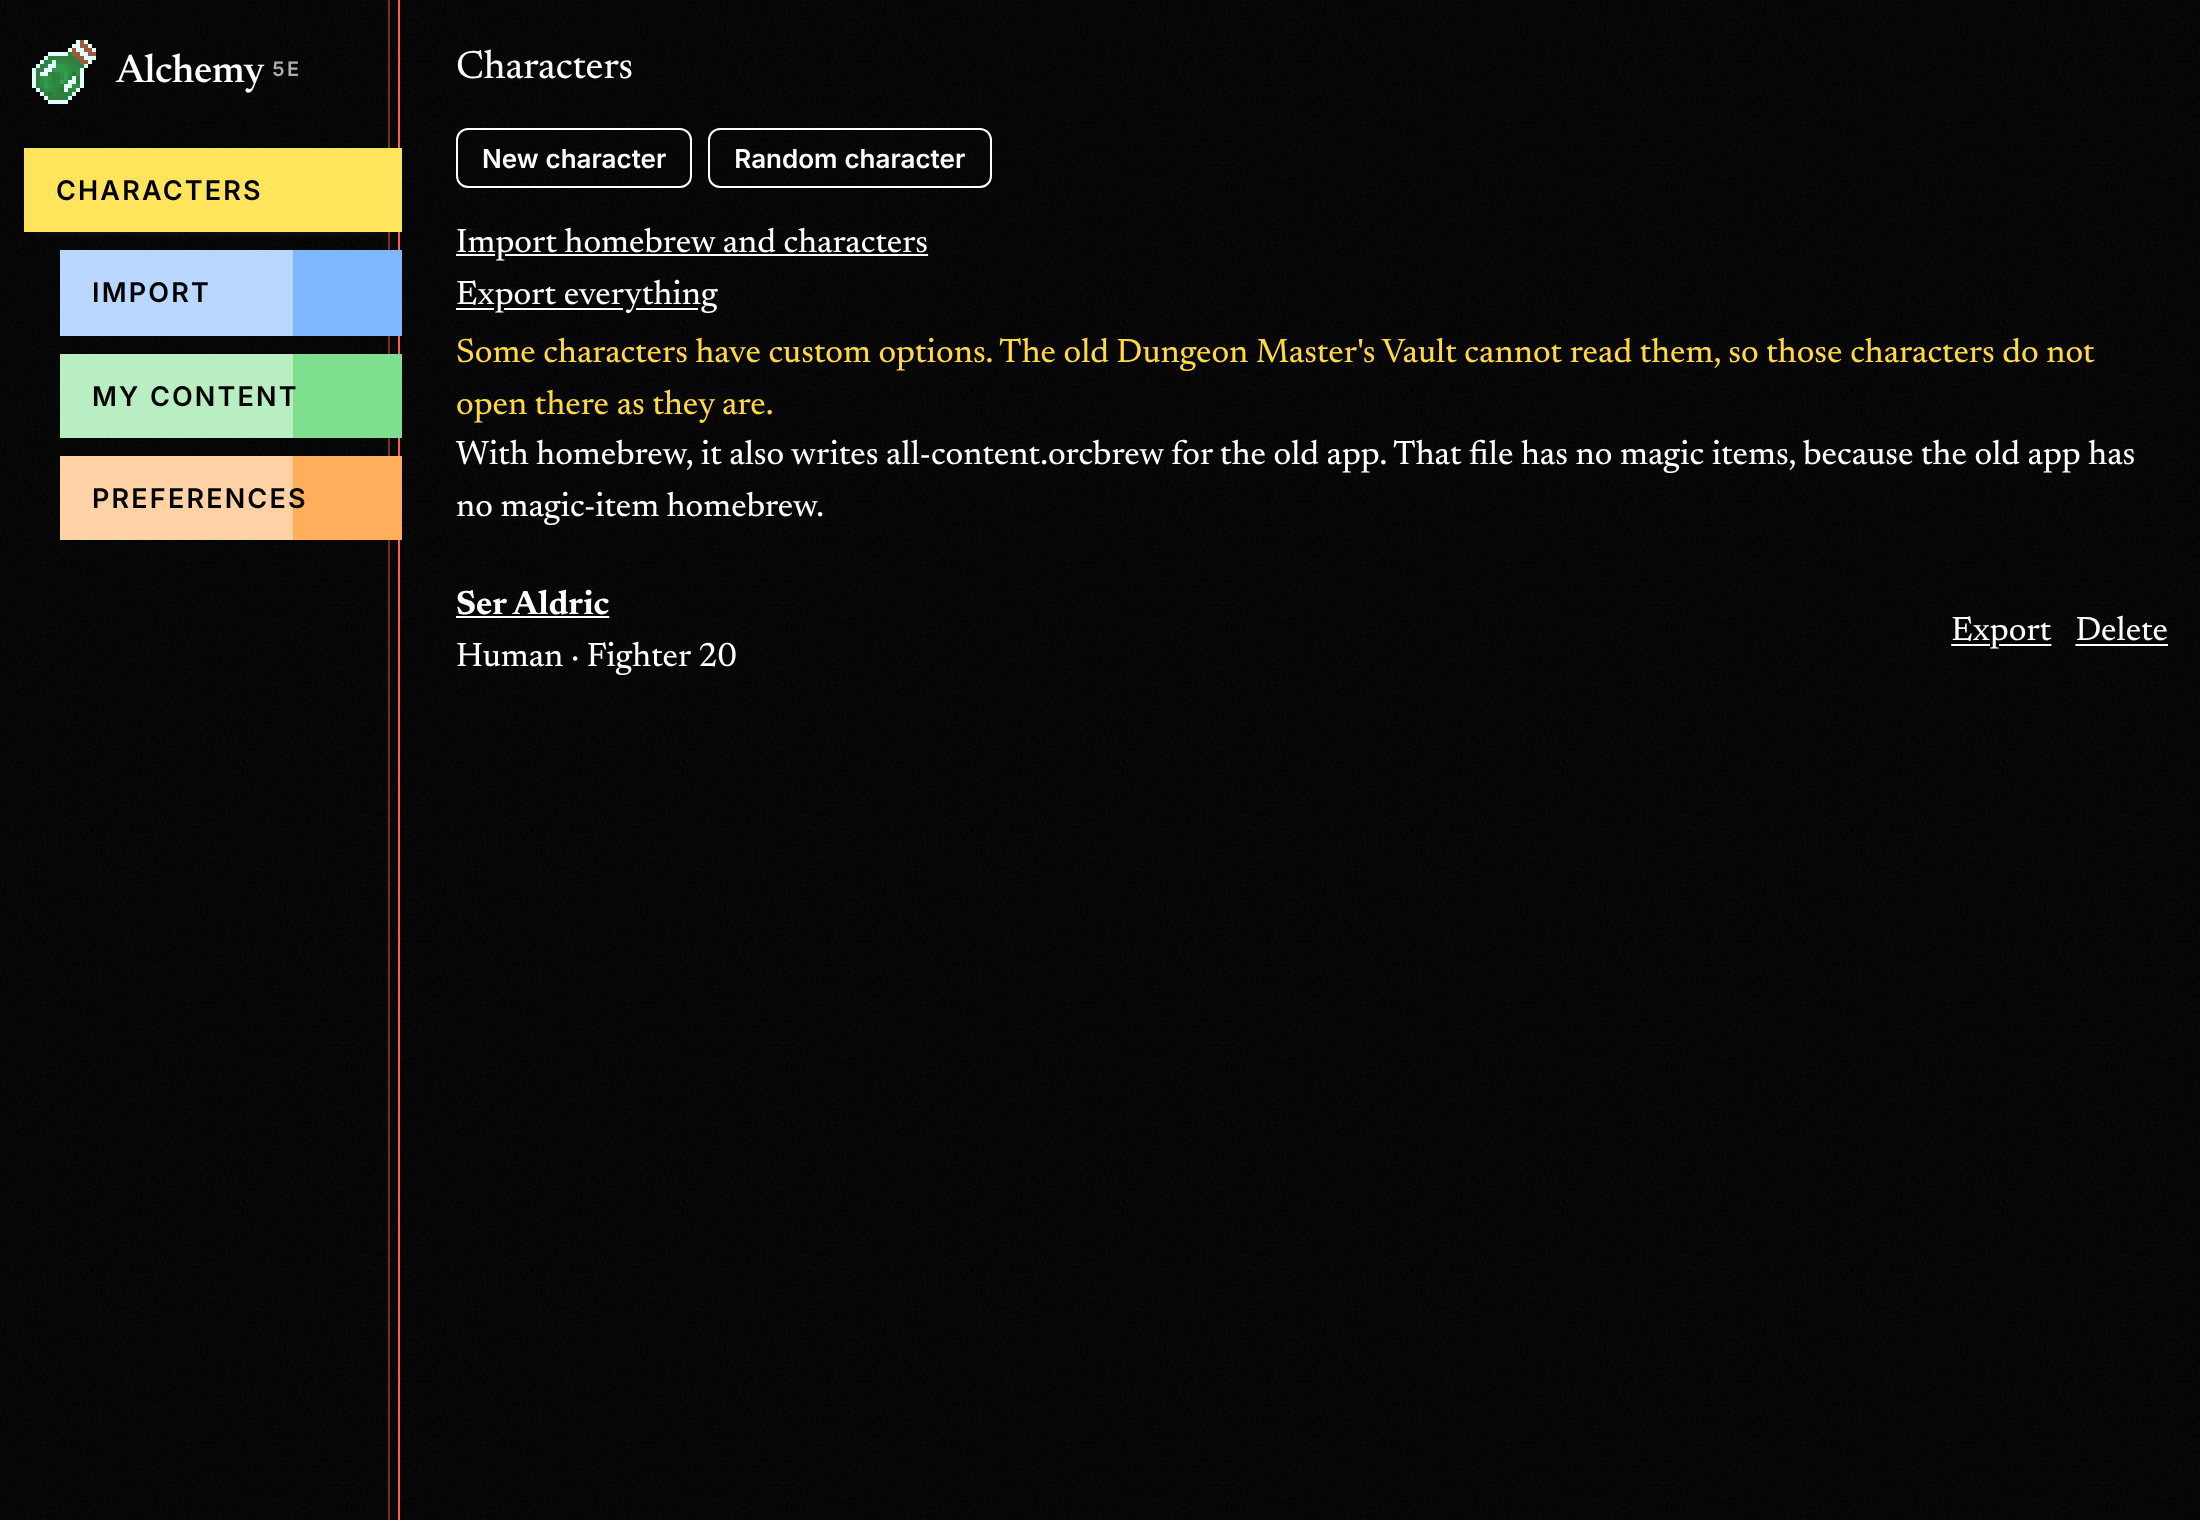 Alchemy 5E
CHARACTERS
IMPORT
MY CONTENT
PREFERENCES
Characters
New character
Random character
Import homebrew and characters
Export everything
Some characters have custom options. The old Dungeon Master's Vault cannot read them, so those characters do not
open there as they are.
With homebrew, it also writes all-content.orcbrew for the old app. That file has no magic items, because the old app has
no magic-item homebrew.
Ser Aldric
Human · Fighter 20
Export
Delete